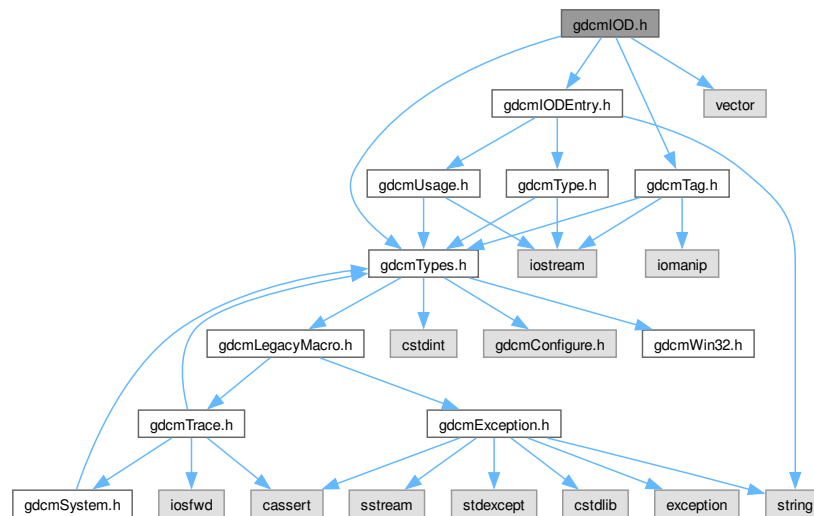 gdcmIOD.h
gdcmIODEntry.h
vector
gdcmUsage.h
gdcmType.h
gdcmTag.h
gdcmTypes.h
iostream
iomanip
gdcmLegacyMacro.h
cstdint
gdcmConfigure.h
gdcmWin32.h
gdcmTrace.h
gdcmException.h
gdcmSystem.h
iosfwd
cassert
sstream
stdexcept
cstdlib
exception
string